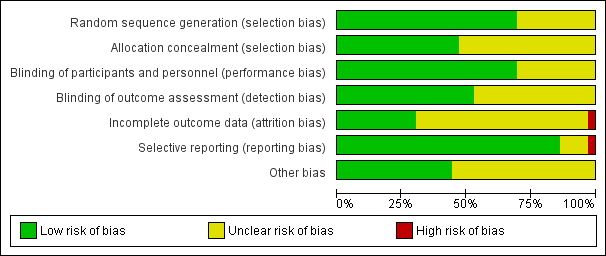 Random sequence generation (selection bias)
Allocation concealment (selection bias)
Blinding of participants and personnel (performance bias)
Blinding of outcome assessment (detection bias)
Incomplete outcome data (attrition bias)
Selective reporting (reporting bias)
Other bias
0% 25% 50% 75% 100%
Low risk of bias Unclear risk of bias High risk of bias